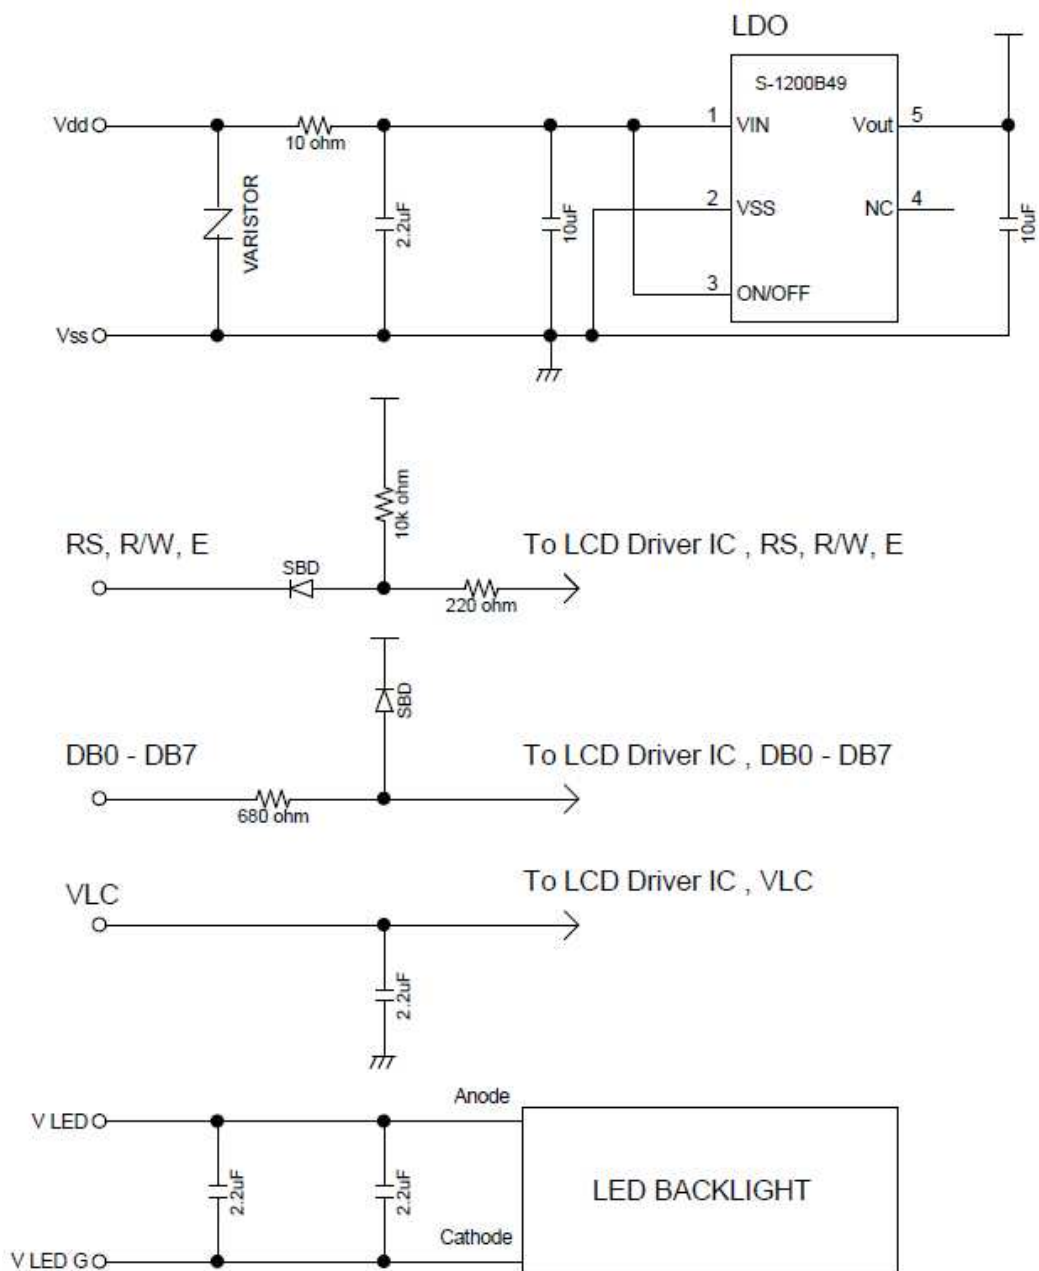 LDO
S-1200B49
Vdd
10 ohm
1
VIN
Vout
5
VARISTOR
2.2uF
10uF
2
VSS
NC
4
10uF
3
ON/OFF
Vss
10k ohm
RS, R/W, E
To LCD Driver IC , RS, R/W, E
SBD
220 ohm
SBD
DB0 - DB7
To LCD Driver IC , DB0 - DB7
680 ohm
VLC
To LCD Driver IC , VLC
2.2uF
Anode
V LED
2.2uF
2.2uF
LED BACKLIGHT
Cathode
V LED G